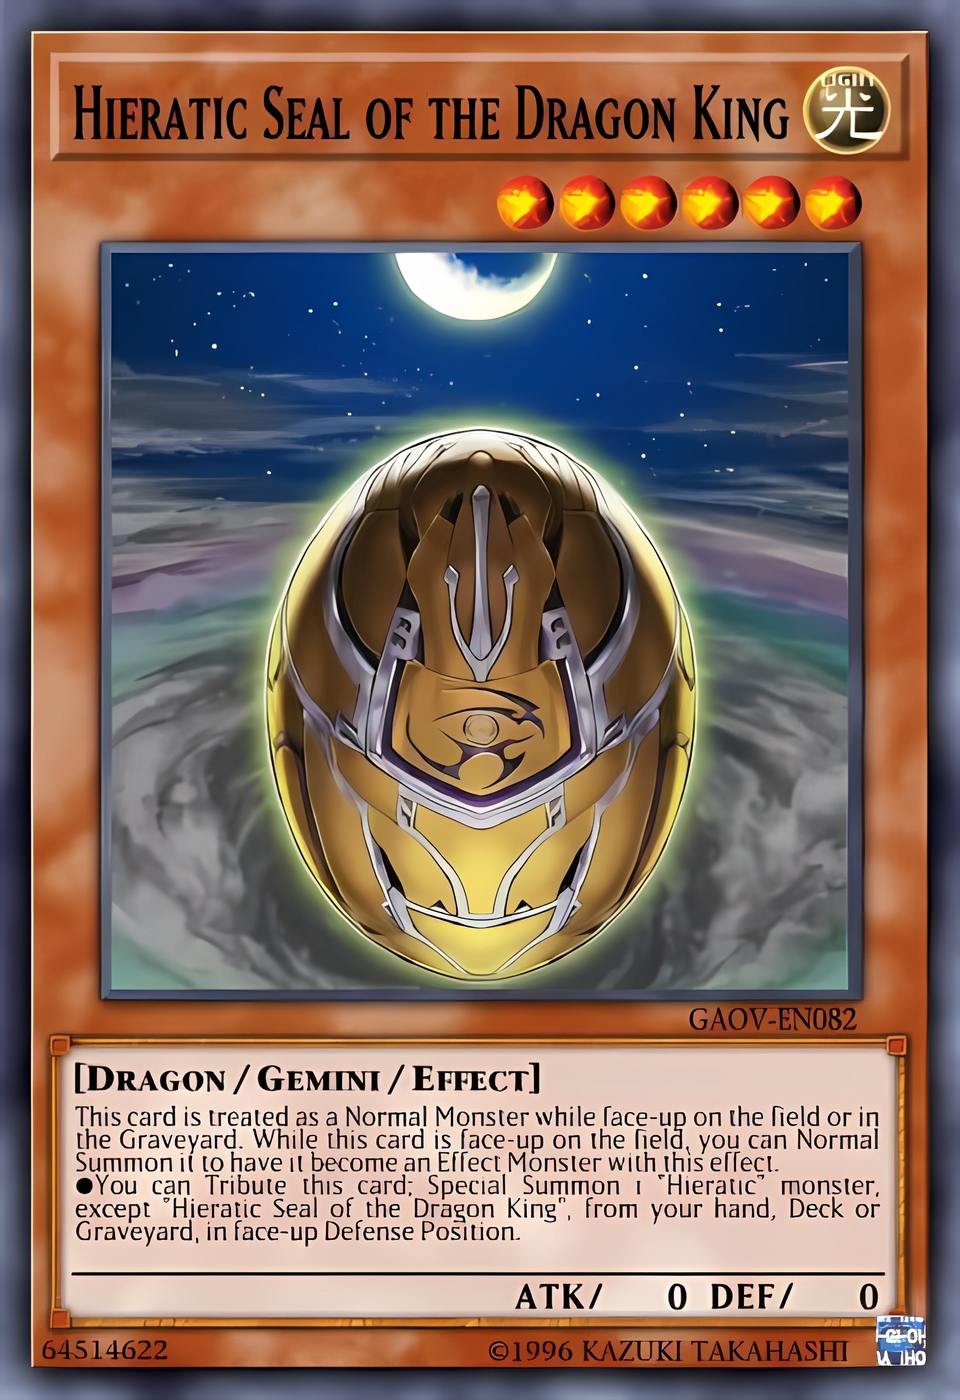 Hieratic Seal of the Dragon King
光
GAOV-EN082
[Dragon / Gemini / Effect]
This card is treated as a Normal Monster while face-up on the field or in
the Graveyard. While this card is face-up on the field, you can Normal
Summon it to have it become an Effect Monster with this effect.
●You can Tribute this card; Special Summon 1 "Hieratic" monster,
except "Hieratic Seal of the Dragon King", from your hand, Deck or
Graveyard, in face-up Defense Position.
ATK/ 0 DEF/ 0
64514622
©1996 KAZUKI TAKAHASHI